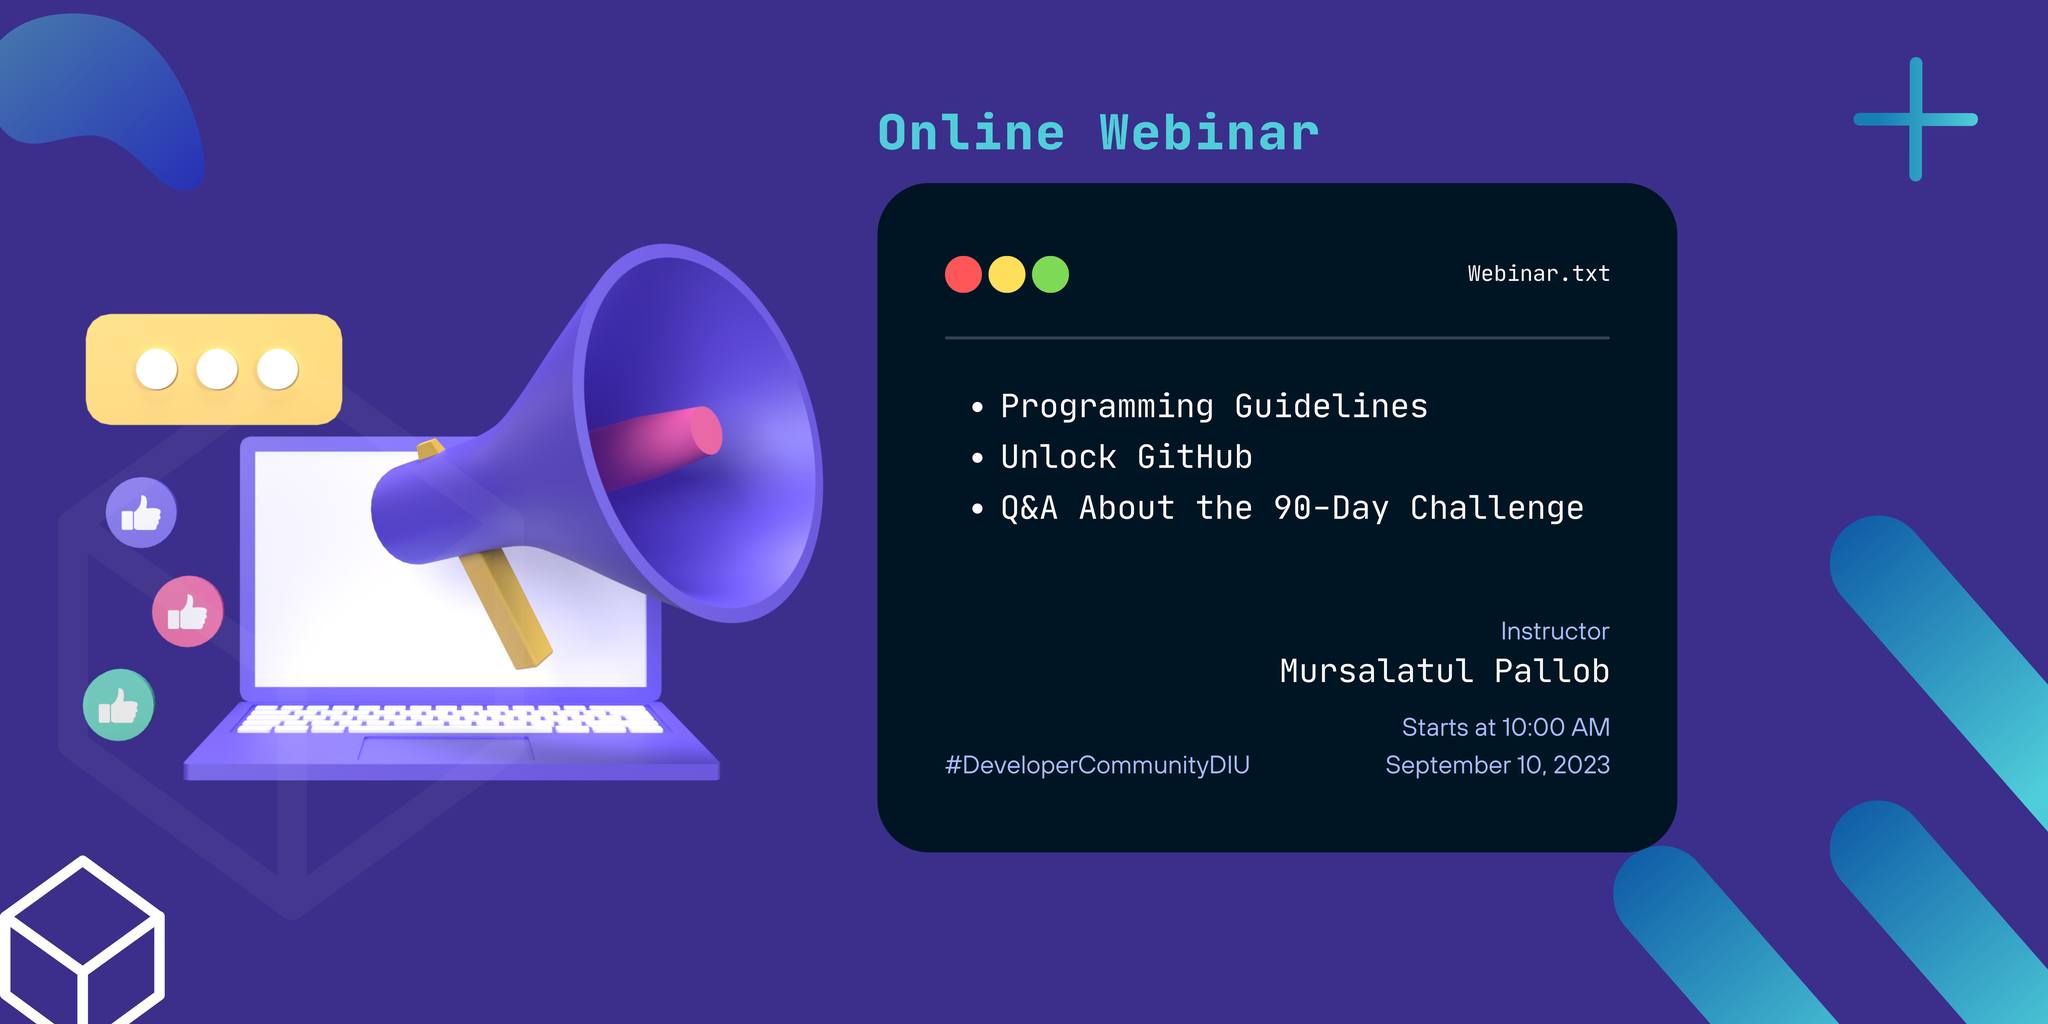 Online Webinar
Webinar.txt
• Programming Guidelines
• Unlock GitHub
• Q&A About the 90-Day Challenge
Instructor
Mursalatul Pallob
Starts at 10:00 AM
#DeveloperCommunityDIU
September 10, 2023